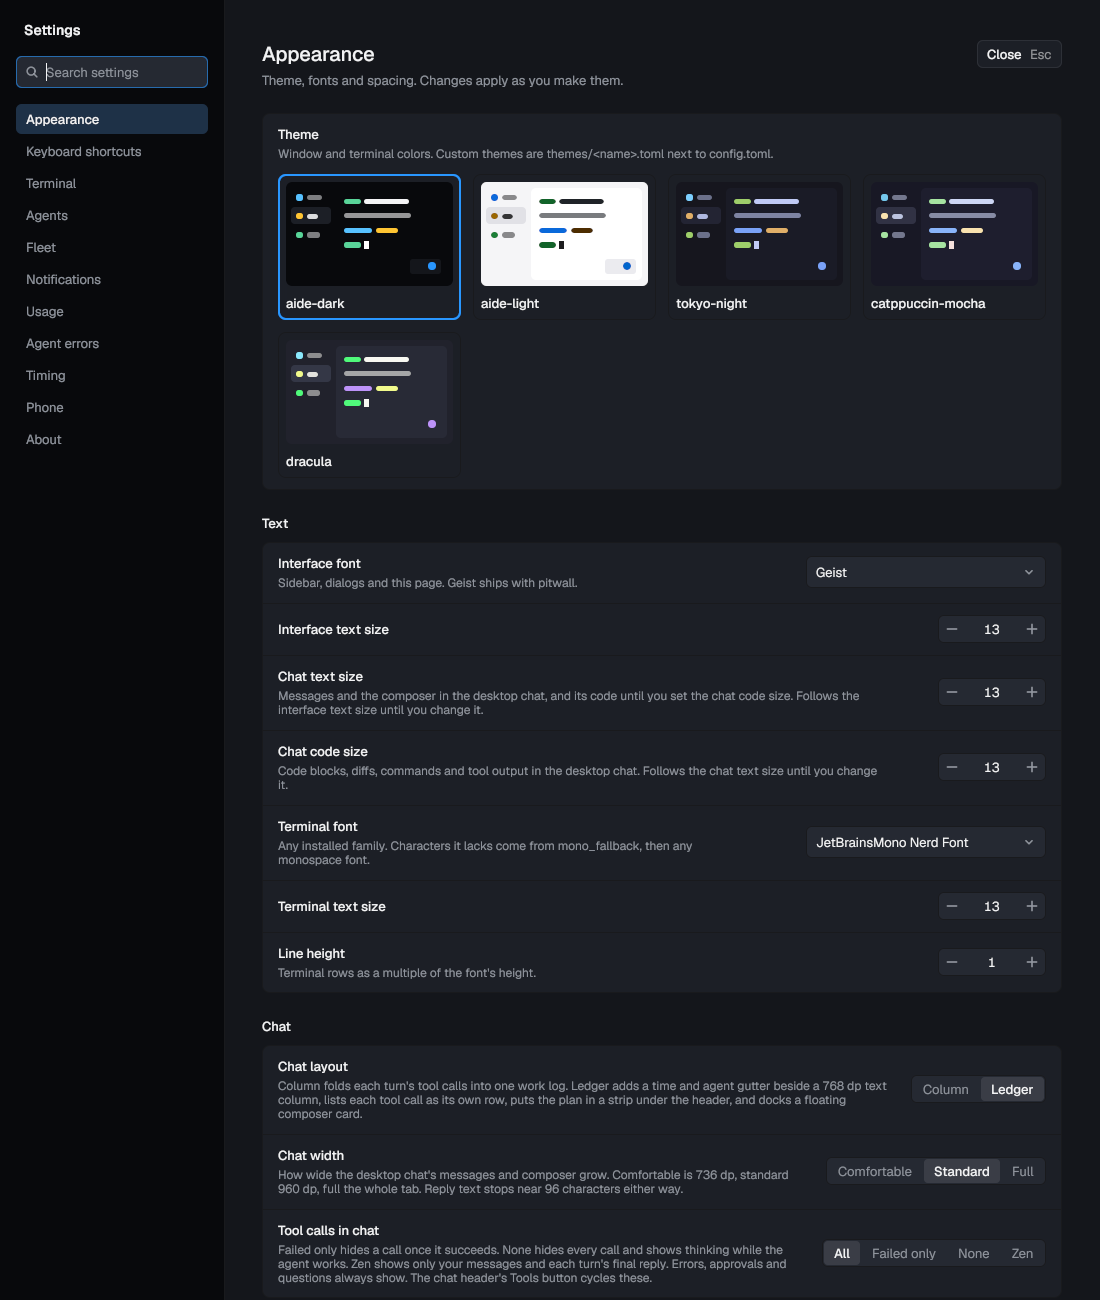 Settings
Search settings
Appearance
Keyboard shortcuts
Terminal
Agents
Fleet
Notifications
Usage
Agent errors
Timing
Phone
About
Appearance
Close Esc
Theme, fonts and spacing. Changes apply as you make them.
Theme
Window and terminal colors. Custom themes are themes/<name>.toml next to config.toml.
aide-dark
aide-light
tokyo-night
catppuccin-mocha
dracula
Text
Interface font
Sidebar, dialogs and this page. Geist ships with pitwall.
Geist
Interface text size
13
Chat text size
Messages and the composer in the desktop chat, and its code until you set the chat code size. Follows the
interface text size until you change it.
13
Chat code size
Code blocks, diffs, commands and tool output in the desktop chat. Follows the chat text size until you change
it.
13
Terminal font
Any installed family. Characters it lacks come from mono_fallback, then any
monospace font.
JetBrainsMono Nerd Font
Terminal text size
13
Line height
Terminal rows as a multiple of the font's height.
1
Chat
Chat layout
Column folds each turn's tool calls into one work log. Ledger adds a time and agent gutter beside a 768 dp text
column, lists each tool call as its own row, puts the plan in a strip under the header, and docks a floating
composer card.
Column Ledger
Chat width
How wide the desktop chat's messages and composer grow. Comfortable is 736 dp, standard
960 dp, full the whole tab. Reply text stops near 96 characters either way.
Comfortable Standard Full
Tool calls in chat
Failed only hides a call once it succeeds. None hides every call and shows thinking while the
agent works. Zen shows only your messages and each turn's final reply. Errors, approvals and
questions always show. The chat header's Tools button cycles these.
All Failed only None Zen